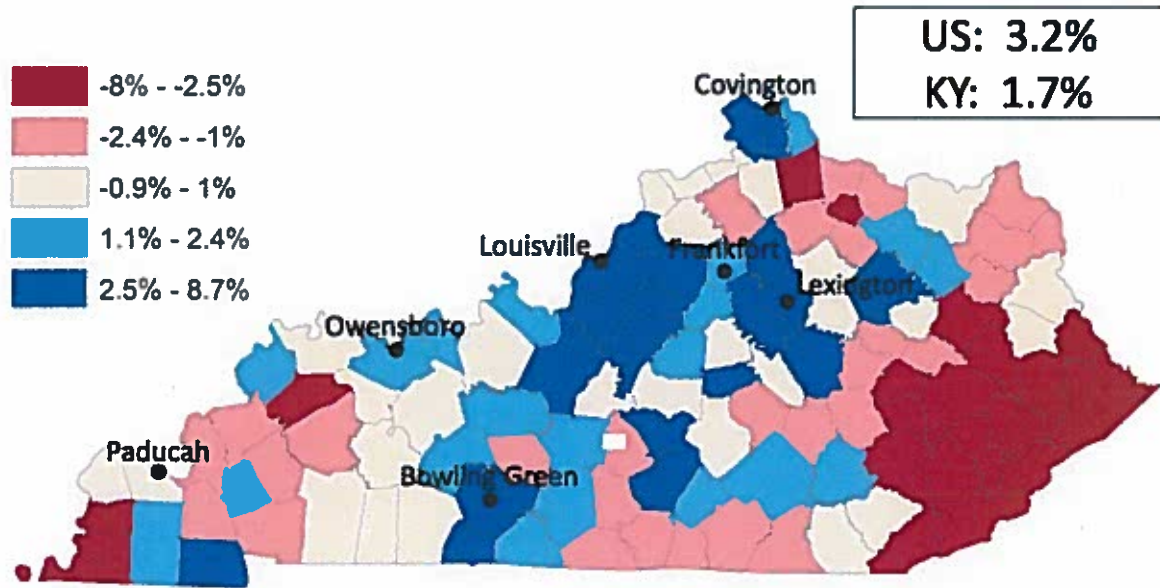 US: 3.2%
KY: 1.7%
-8% - -2.5%
-2.4% - -1%
-0.9% - 1%
1.1% - 2.4%
2.5% - 8.7%
Covington
Louisville
Frankfort
Lexington
Owensboro
Paducah
Bowling Green